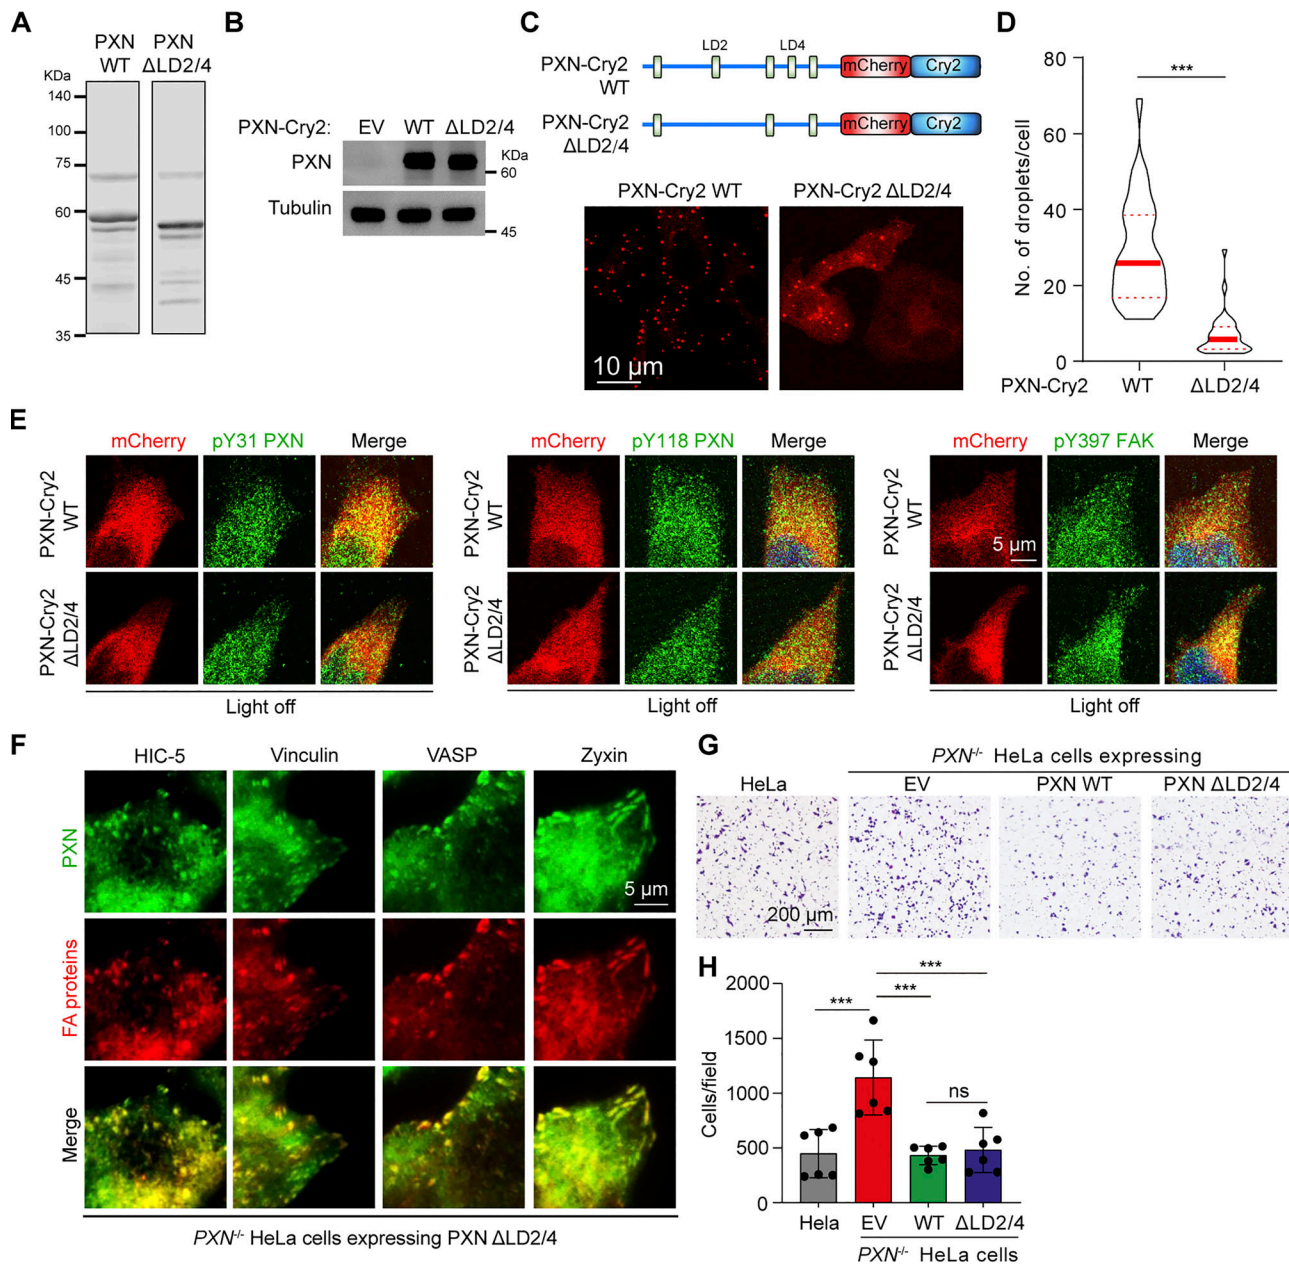 A
PXN WT
PXN ΔLD2/4
KDa
140
100
75
60
45
35
B
PXN-Cry2: EV WT ΔLD2/4
PXN
Tubulin
KDa
60
45
C
LD2 LD4
PXN-Cry2 WT
mCherry Cry2
PXN-Cry2 ΔLD2/4
mCherry Cry2
PXN-Cry2 WT PXN-Cry2 ΔLD2/4
10 μm
D
No. of droplets/cell
80
60
40
20
0
***
PXN-Cry2 WT ΔLD2/4
E
mCherry pY31 PXN Merge
PXN-Cry2 WT
PXN-Cry2 ΔLD2/4
Light off
mCherry pY118 PXN Merge
PXN-Cry2 WT
PXN-Cry2 ΔLD2/4
Light off
mCherry pY397 FAK Merge
PXN-Cry2 WT
5 μm
PXN-Cry2 ΔLD2/4
Light off
F
HIC-5 Vinculin VASP Zyxin
PXN
5 μm
FA proteins
Merge
PXN-/- HeLa cells expressing PXN ΔLD2/4
G
PXN-/- HeLa cells expressing
HeLa EV PXN WT PXN ΔLD2/4
200 μm
H
Cells/field
2000
1500
1000
500
0
***
***
***
ns
Hela EV WT ΔLD2/4
PXN-/- HeLa cells